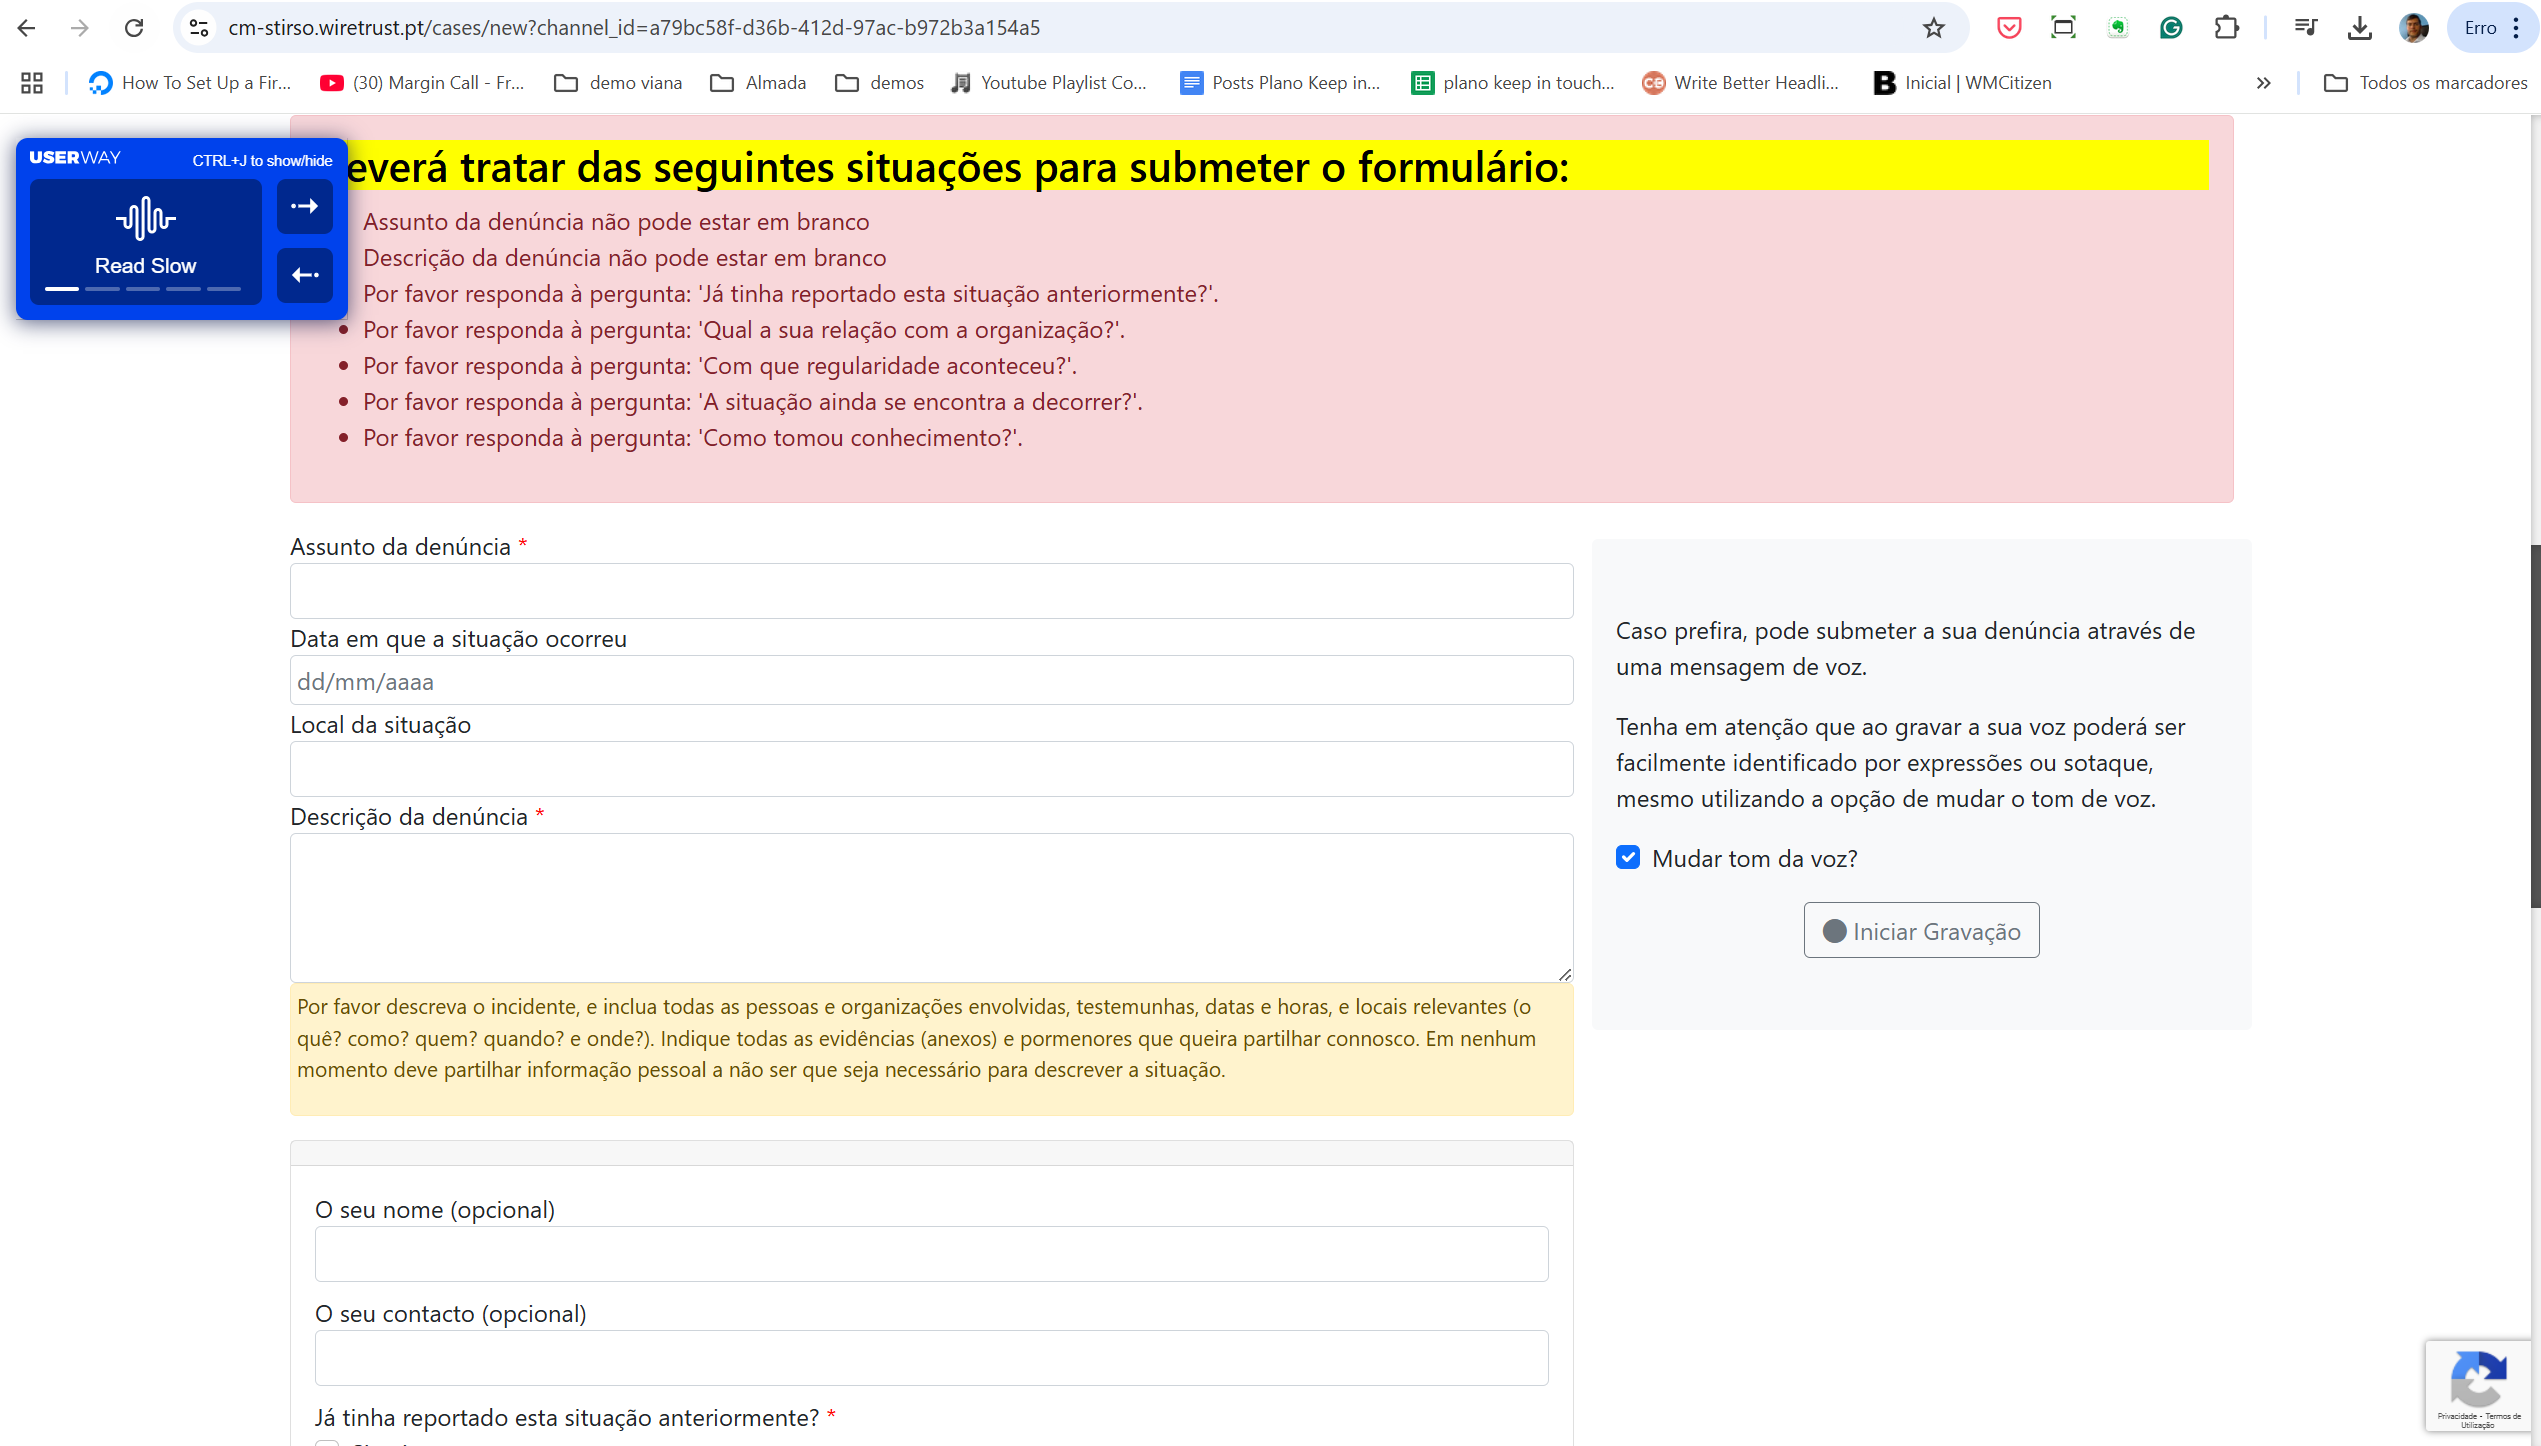 cm-stirso.wiretrust.pt/cases/new?channel_id=a79bc58f-d36b-412d-97ac-b972b3a154a5
Erro
How To Set Up a Fir...
(30) Margin Call - Fr...
demo viana
Almada
demos
Youtube Playlist Co...
Posts Plano Keep in...
plano keep in touch...
Write Better Headli...
Inicial | WMCitizen
Todos os marcadores
USERWAY
CTRL+J to show/hide
Read Slow
everá tratar das seguintes situações para submeter o formulário:
Assunto da denúncia não pode estar em branco
Descrição da denúncia não pode estar em branco
Por favor responda à pergunta: 'Já tinha reportado esta situação anteriormente?'.
• Por favor responda à pergunta: 'Qual a sua relação com a organização?'.
• Por favor responda à pergunta: 'Com que regularidade aconteceu?'.
• Por favor responda à pergunta: 'A situação ainda se encontra a decorrer?'.
• Por favor responda à pergunta: 'Como tomou conhecimento?'.
Assunto da denúncia *
Data em que a situação ocorreu
dd/mm/aaaa
Local da situação
Descrição da denúncia *
Por favor descreva o incidente, e inclua todas as pessoas e organizações envolvidas, testemunhas, datas e horas, e locais relevantes (o
quê? como? quem? quando? e onde?). Indique todas as evidências (anexos) e pormenores que queira partilhar connosco. Em nenhum
momento deve partilhar informação pessoal a não ser que seja necessário para descrever a situação.
Caso prefira, pode submeter a sua denúncia através de
uma mensagem de voz.
Tenha em atenção que ao gravar a sua voz poderá ser
facilmente identificado por expressões ou sotaque,
mesmo utilizando a opção de mudar o tom de voz.
Mudar tom da voz?
Iniciar Gravação
O seu nome (opcional)
O seu contacto (opcional)
Já tinha reportado esta situação anteriormente? *
Privacidade - Termos de
Utilização